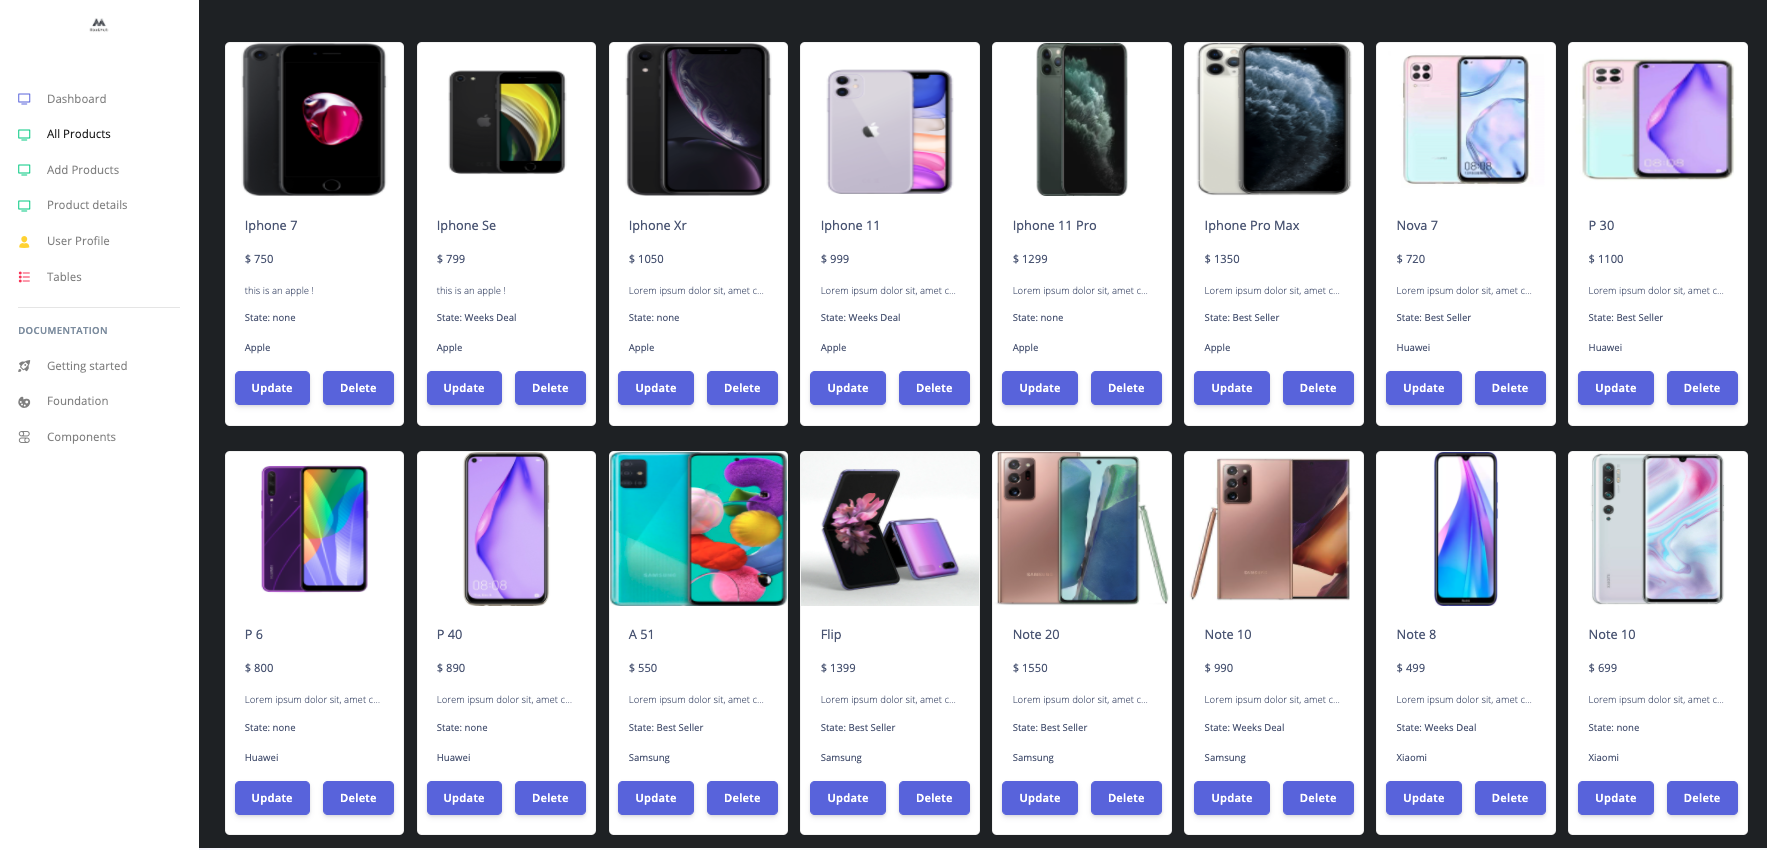 Dashboard
All Products
Add Products
Product details
User Profile
Tables
DOCUMENTATION
Getting started
Foundation
Components
Iphone 7
$ 750
this is an apple !
State: none
Apple
Update Delete
Iphone Se
$ 799
this is an apple !
State: Weeks Deal
Apple
Update Delete
Iphone Xr
$ 1050
Lorem ipsum dolor sit, amet c...
State: none
Apple
Update Delete
Iphone 11
$ 999
Lorem ipsum dolor sit, amet c...
State: Weeks Deal
Apple
Update Delete
Iphone 11 Pro
$ 1299
Lorem ipsum dolor sit, amet c...
State: none
Apple
Update Delete
Iphone Pro Max
$ 1350
Lorem ipsum dolor sit, amet c...
State: Best Seller
Apple
Update Delete
08:08
Nova 7
$ 720
Lorem ipsum dolor sit, amet c...
State: Best Seller
Huawei
Update Delete
08:08
P 30
$ 1100
Lorem ipsum dolor sit, amet c...
State: Best Seller
Huawei
Update Delete
P 6
$ 800
Lorem ipsum dolor sit, amet c...
State: none
Huawei
Update Delete
08:08
P 40
$ 890
Lorem ipsum dolor sit, amet c...
State: none
Huawei
Update Delete
SAMSUNG
A 51
$ 550
Lorem ipsum dolor sit, amet c...
State: Best Seller
Samsung
Update Delete
Flip
$ 1399
Lorem ipsum dolor sit, amet c...
State: Best Seller
Samsung
Update Delete
SAMSUNG
Note 20
$ 1550
Lorem ipsum dolor sit, amet c...
State: Best Seller
Samsung
Update Delete
SAMSUNG
Note 10
$ 990
Lorem ipsum dolor sit, amet c...
State: Weeks Deal
Samsung
Update Delete
Note 8
$ 499
Lorem ipsum dolor sit, amet c...
State: Weeks Deal
Xiaomi
Update Delete
Note 10
$ 699
Lorem ipsum dolor sit, amet c...
State: none
Xiaomi
Update Delete